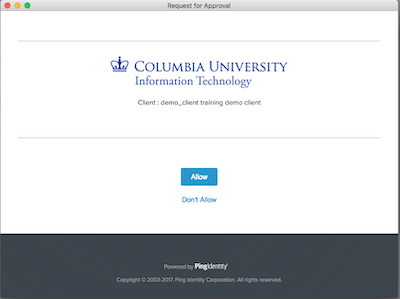 Request for Approval
COLUMBIA UNIVERSITY
Information Technology
Client : demo_client training demo client
Allow
Don't Allow
Powered by PingIdentity®
Copyright © 2003-2017. Ping Identity Corporation. All rights reserved.